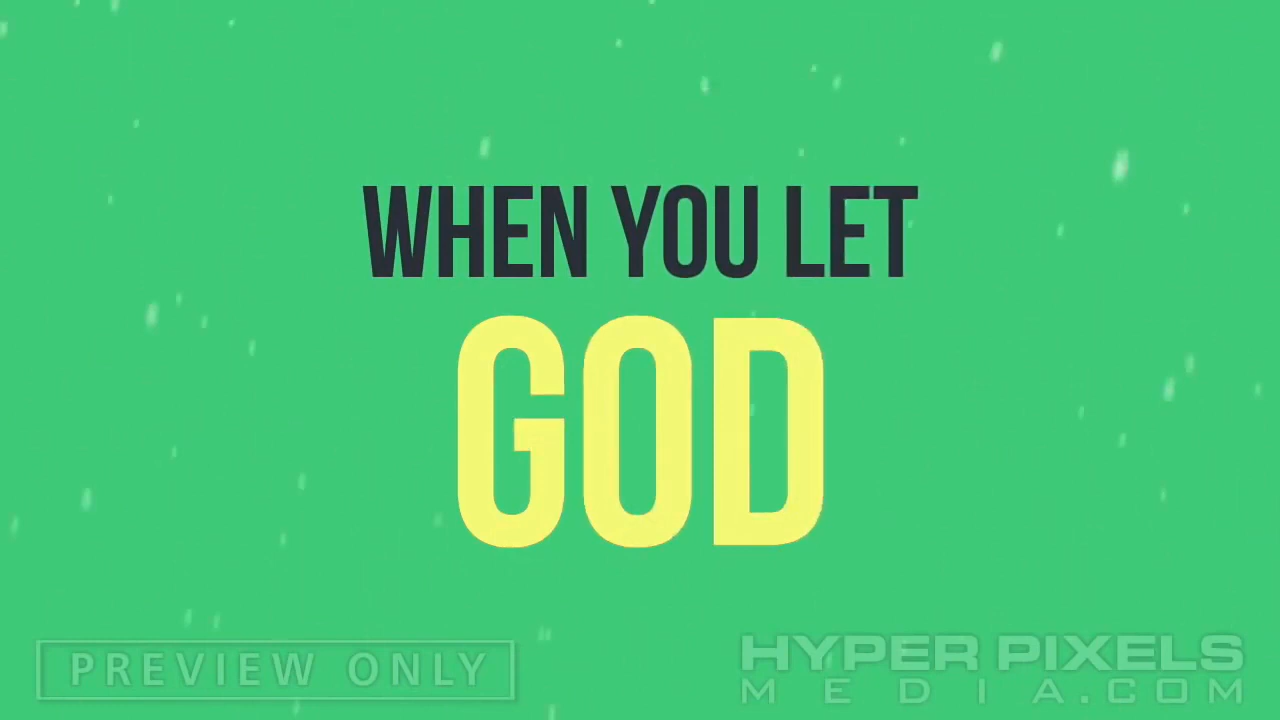 WHEN YOU LET
GOD
PREVIEW ONLY
HYPER PIXELS
MEDIA.COM